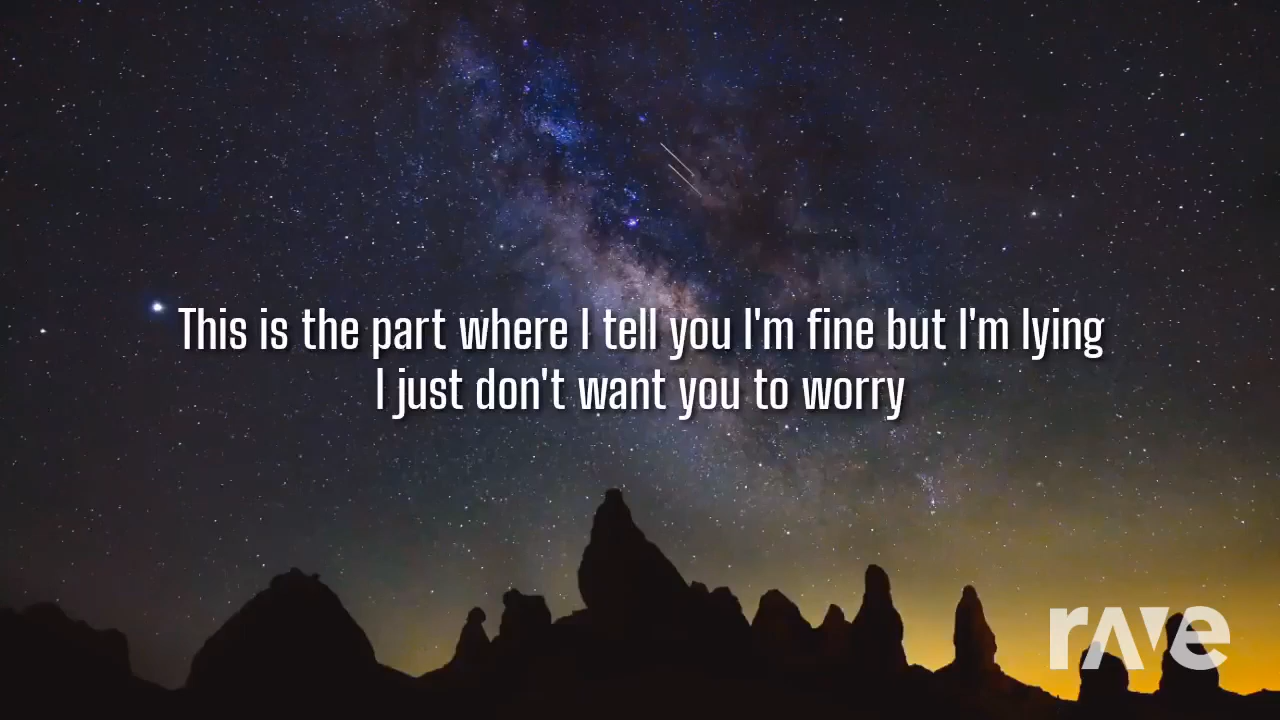 This is the part where I tell you I'm fine but I'm lying
I just don't want you to worry
rave